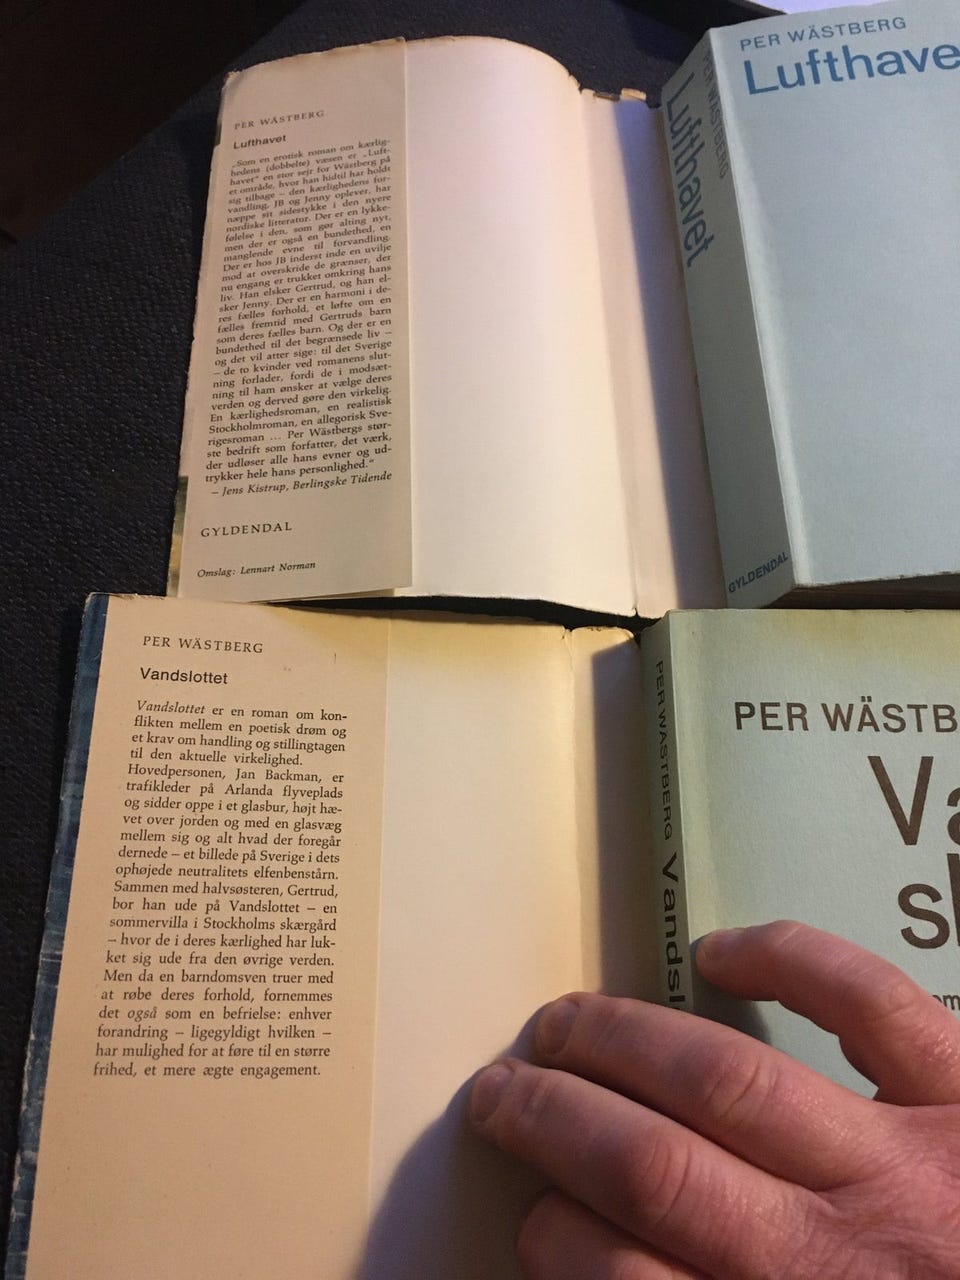 PER WÄSTBERG
Lufthavet
„Som en erotisk roman om kærlig-
hedens (dobbelte) væsen er „Luft-
havet“ en stor sejr for Wästberg på
et område, hvor han hidtil har holdt
sig tilbage – den kærlighedens for-
vandling, JB og Jenny oplever, har
næppe sit sidestykke i den nyere
nordiske litteratur. Der er en lykke-
følelse i den, som gør alting nyt,
men der er også en bundethed, en
manglende evne til forvandling.
Der er hos JB inderst inde en uvilje
mod at overskride de grænser, der
nu engang er trukket omkring hans
liv. Han elsker Gertrud, og han el-
sker Jenny. Der er en harmoni i de-
res fælles forhold, et løfte om en
fælles fremtid med Gertruds barn
som deres fælles barn. Og der er en
bundethed til det begrænsede liv –
og det vil atter sige: til det Sverige
– de to kvinder ved romanens slut-
ning forlader, fordi de i modsæt-
ning til ham ønsker at vælge deres
verden og derved gøre den virkelig.
En kærlighedsroman, en realistisk
Stockholmroman, en allegorisk Sve-
rigesroman ... Per Wästbergs stør-
ste bedrift som forfatter, det værk,
der udløser alle hans evner og ud-
trykker hele hans personlighed.“
– Jens Kistrup, Berlingske Tidende
GYLDENDAL
Omslag: Lennart Norman
PER WÄSTBERG
Lufthavet
GYLDENDAL
PER WÄSTBERG
Lufthave
PER WÄSTBERG
Vandslottet
Vandslottet er en roman om kon-
flikten mellem en poetisk drøm og
et krav om handling og stillingtagen
til den aktuelle virkelighed.
Hovedpersonen, Jan Backman, er
trafikleder på Arlanda flyveplads
og sidder oppe i et glasbur, højt hæ-
vet over jorden og med en glasvæg
mellem sig og alt hvad der foregår
dernede – et billede på Sverige i dets
ophøjede neutralitets elfenbenstårn.
Sammen med halvsøsteren, Gertrud,
bor han ude på Vandslottet – en
sommervilla i Stockholms skærgård
– hvor de i deres kærlighed har luk-
ket sig ude fra den øvrige verden.
Men da en barndomsven truer med
at røbe deres forhold, fornemmes
det også som en befrielse: enhver
forandring – ligegyldigt hvilken –
har mulighed for at føre til en større
frihed, et mere ægte engagement.
PER WÄSTBERG Vandsl
PER WÄSTB
Va
sl